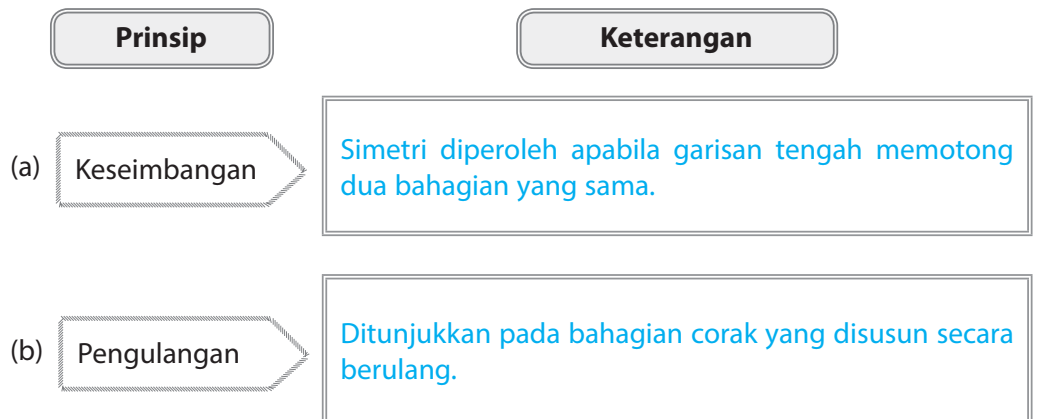 Prinsip
Keterangan
(a)
Keseimbangan
Simetri diperoleh apabila garisan tengah memotong
dua bahagian yang sama.
(b)
Pengulangan
Ditunjukkan pada bahagian corak yang disusun secara
berulang.